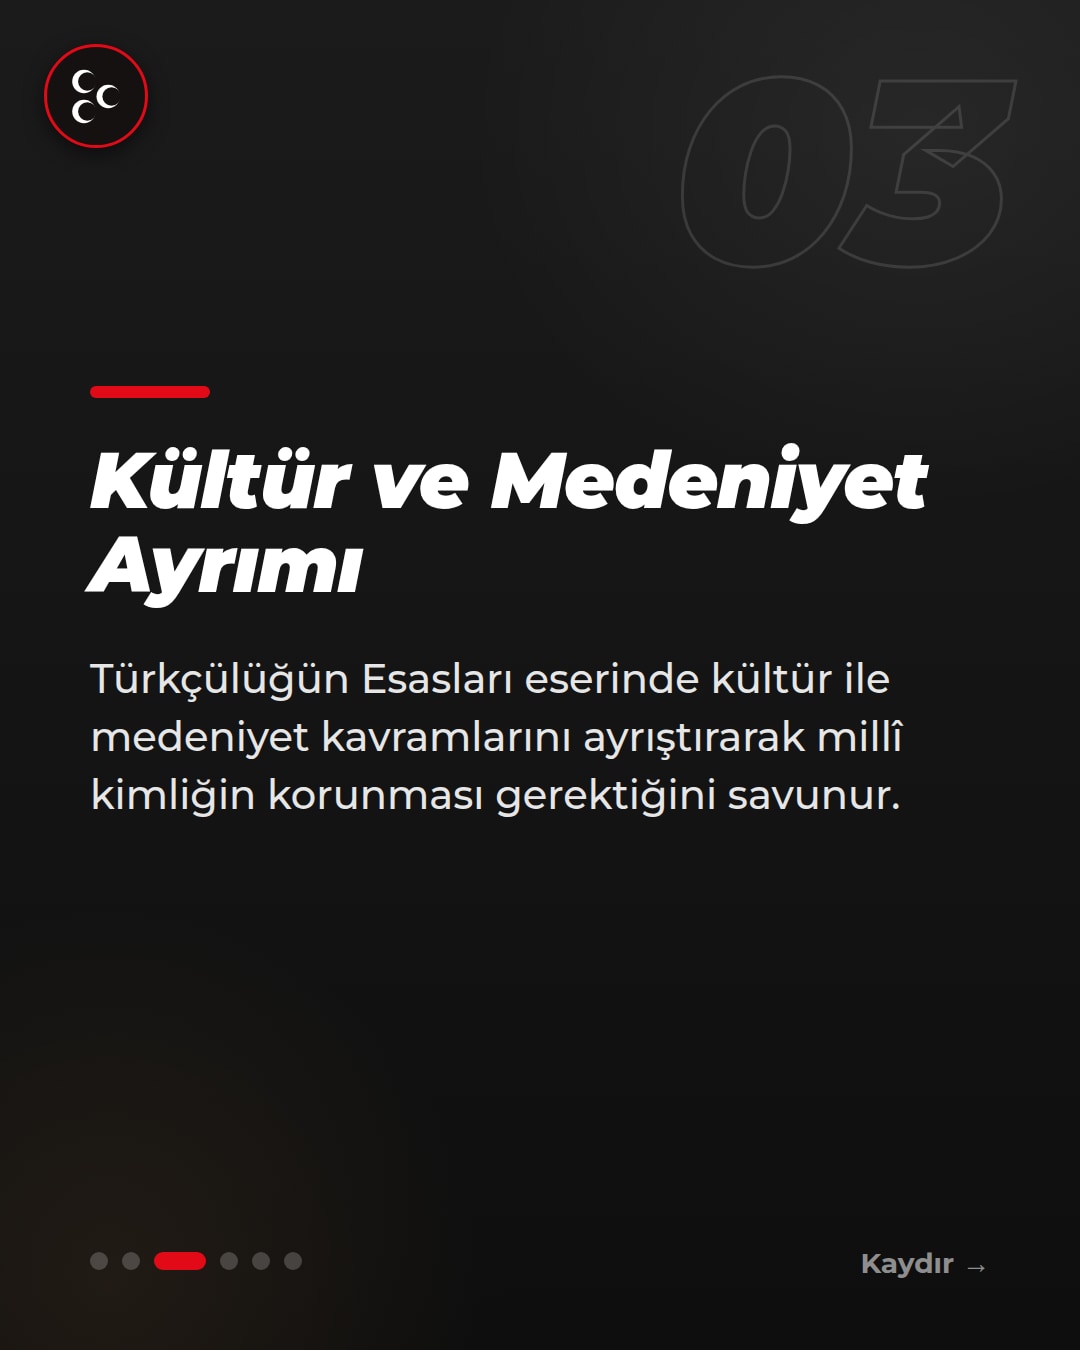 03
Kültür ve Medeniyet
Ayrımı
Türkçülüğün Esasları eserinde kültür ile
medeniyet kavramlarını ayrıştırarak millî
kimliğin korunması gerektiğini savunur.
Kaydır →